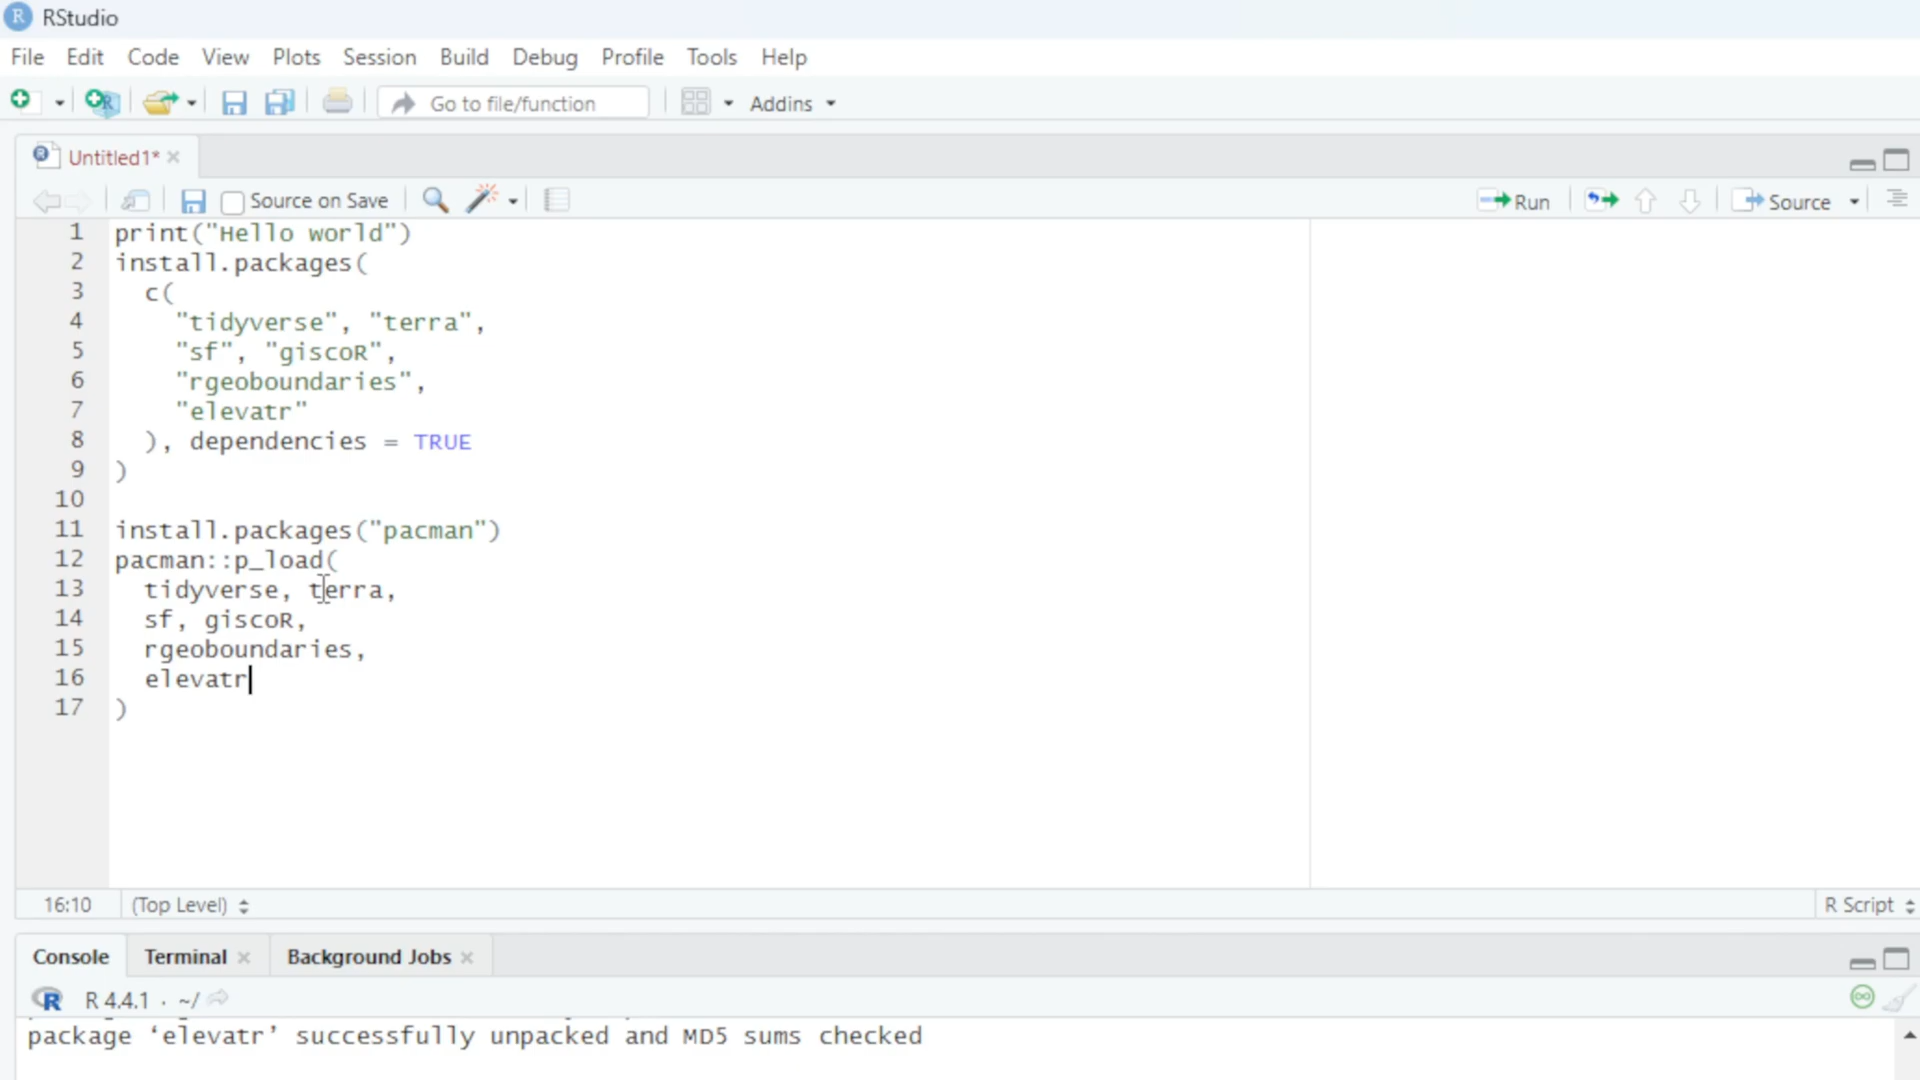 RStudio
File Edit Code View Plots Session Build Debug Profile Tools Help
Go to file/function Addins
Untitled1*
Source on Save Run Source
1 print("Hello world")
2 install.packages(
3 c(
4 "tidyverse", "terra",
5 "sf", "giscoR",
6 "rgeoboundaries",
7 "elevatr"
8 ), dependencies = TRUE
9 )
10
11 install.packages("pacman")
12 pacman::p_load(
13 tidyverse, terra,
14 sf, giscoR,
15 rgeoboundaries,
16 elevatr
17 )
16:10 (Top Level) R Script
Console Terminal Background Jobs
R 4.4.1 · ~/
package ‘elevatr’ successfully unpacked and MD5 sums checked